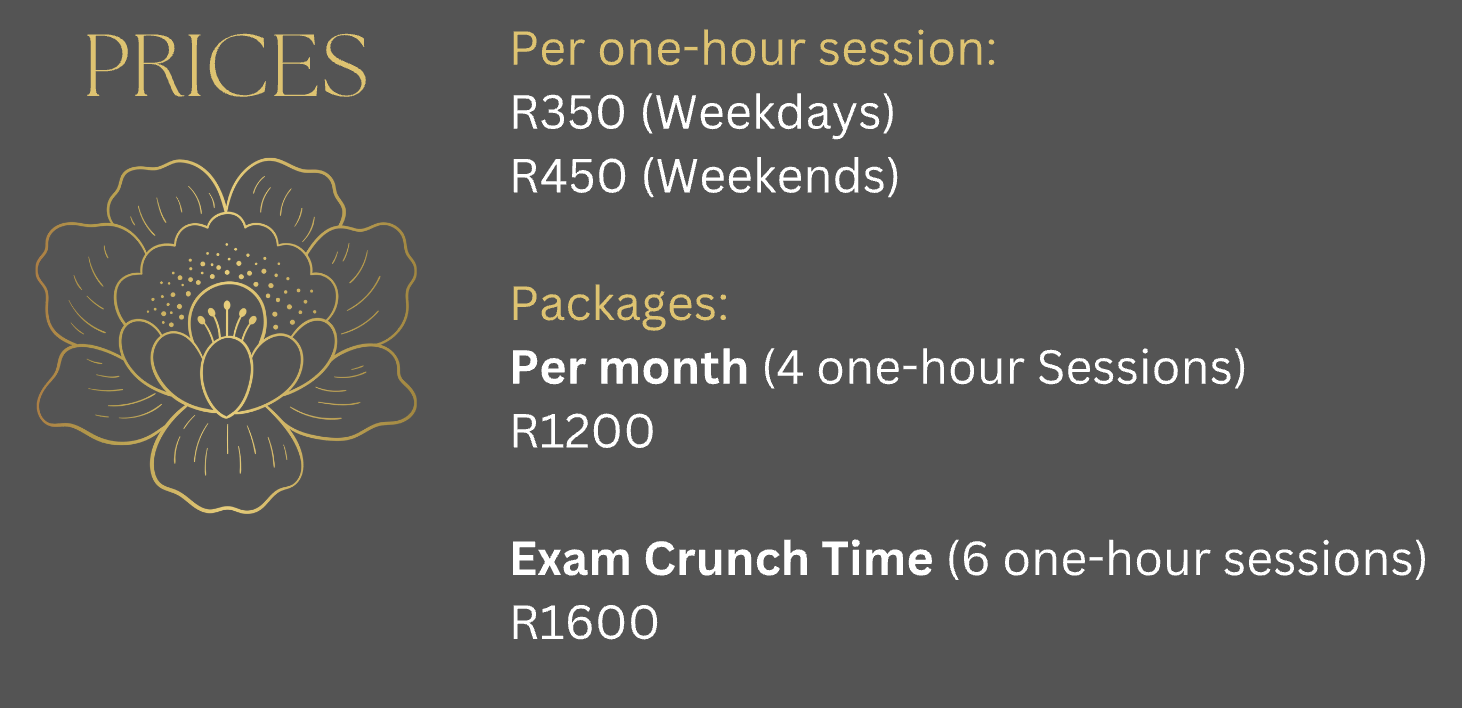 PRICES
Per one-hour session:
R350 (Weekdays)
R450 (Weekends)
Packages:
Per month (4 one-hour Sessions)
R1200
Exam Crunch Time (6 one-hour sessions)
R1600